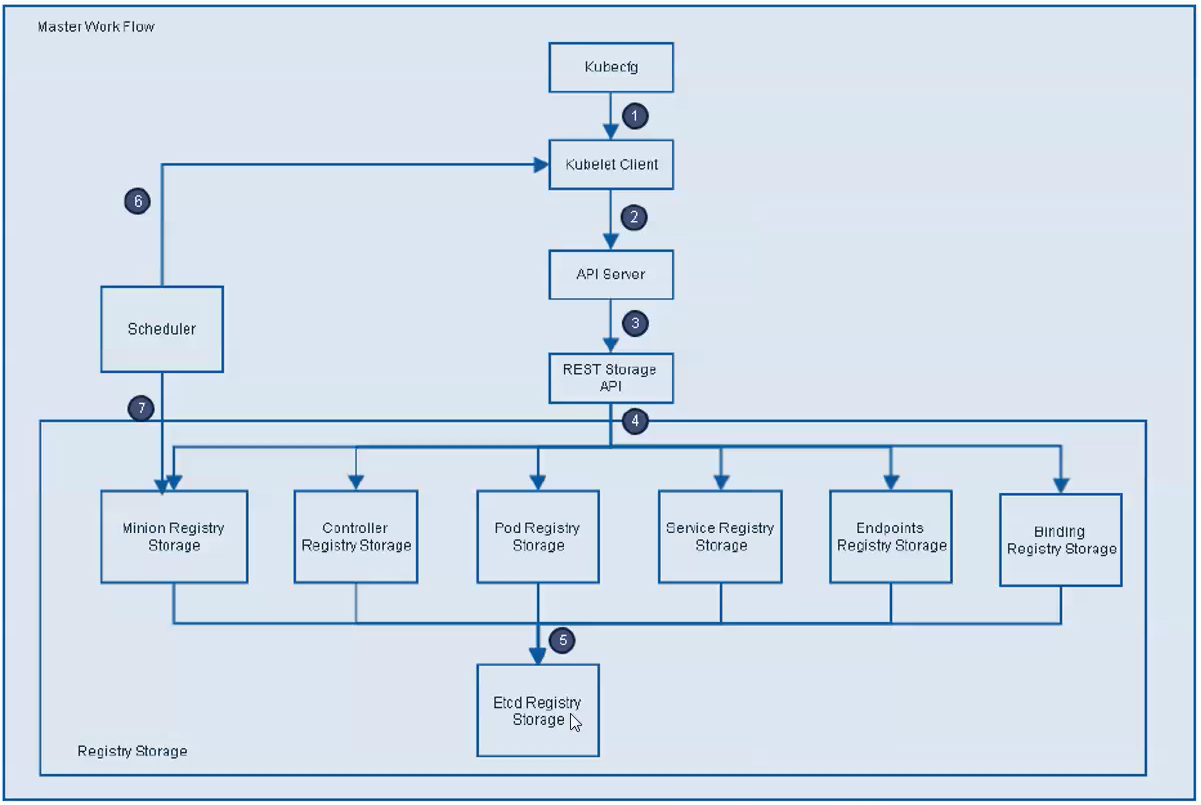 Master Work Flow
Kubecfg
1
Kubelet Client
6
2
API Server
Scheduler
3
REST Storage
API
7
4
Minion Registry
Storage
Controller
Registry Storage
Pod Registry
Storage
Service Registry
Storage
Endpoints
Registry Storage
Binding
Registry Storage
5
Etcd Registry
Storage
Registry Storage